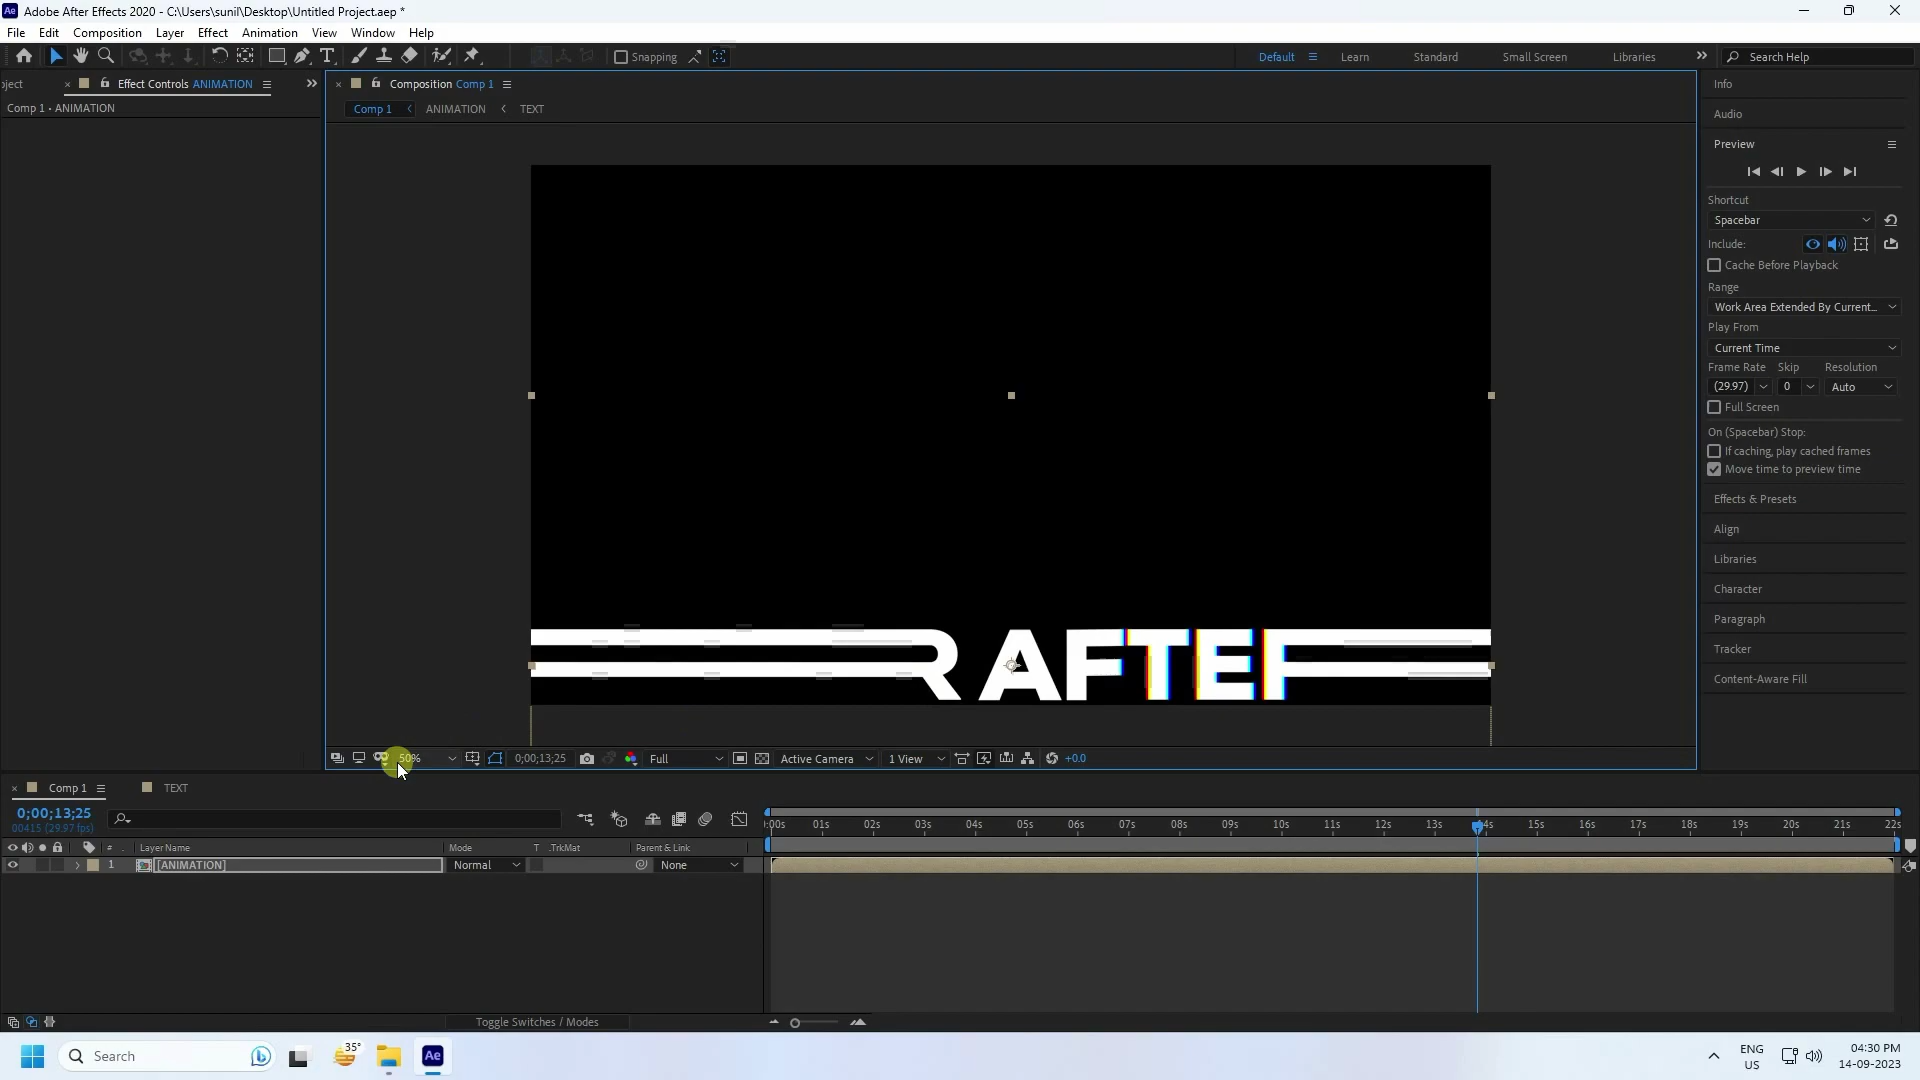 Adobe After Effects 2020 - C:\Users\sunil\Desktop\Untitled Project.aep *
File Edit Composition Layer Effect Animation View Window Help
Snapping
Default Learn Standard Small Screen Libraries Search Help
oject Effect Controls ANIMATION
Composition Comp 1
Comp 1 • ANIMATION
Comp 1 ANIMATION TEXT
R AFTE
50% 0;00;13;25 Full Active Camera 1 View +0.0
Info
Audio
Preview
Shortcut
Spacebar
Include:
Cache Before Playback
Range
Work Area Extended By Current...
Play From
Current Time
Frame Rate Skip Resolution
(29.97) 0 Auto
Full Screen
On (Spacebar) Stop:
If caching, play cached frames
Move time to preview time
Effects & Presets
Align
Libraries
Character
Paragraph
Tracker
Content-Aware Fill
Comp 1 TEXT
0;00;13;25
00415 (29.97 fps)
:00s 01s 02s 03s 04s 05s 06s 07s 08s 09s 10s 11s 12s 13s 14s 15s 16s 17s 18s 19s 20s 21s 22s
# Layer Name Mode T .TrkMat Parent & Link
1 [ANIMATION] Normal None
Toggle Switches / Modes
Search 35° Ae
ENG
US
04:30 PM
14-09-2023